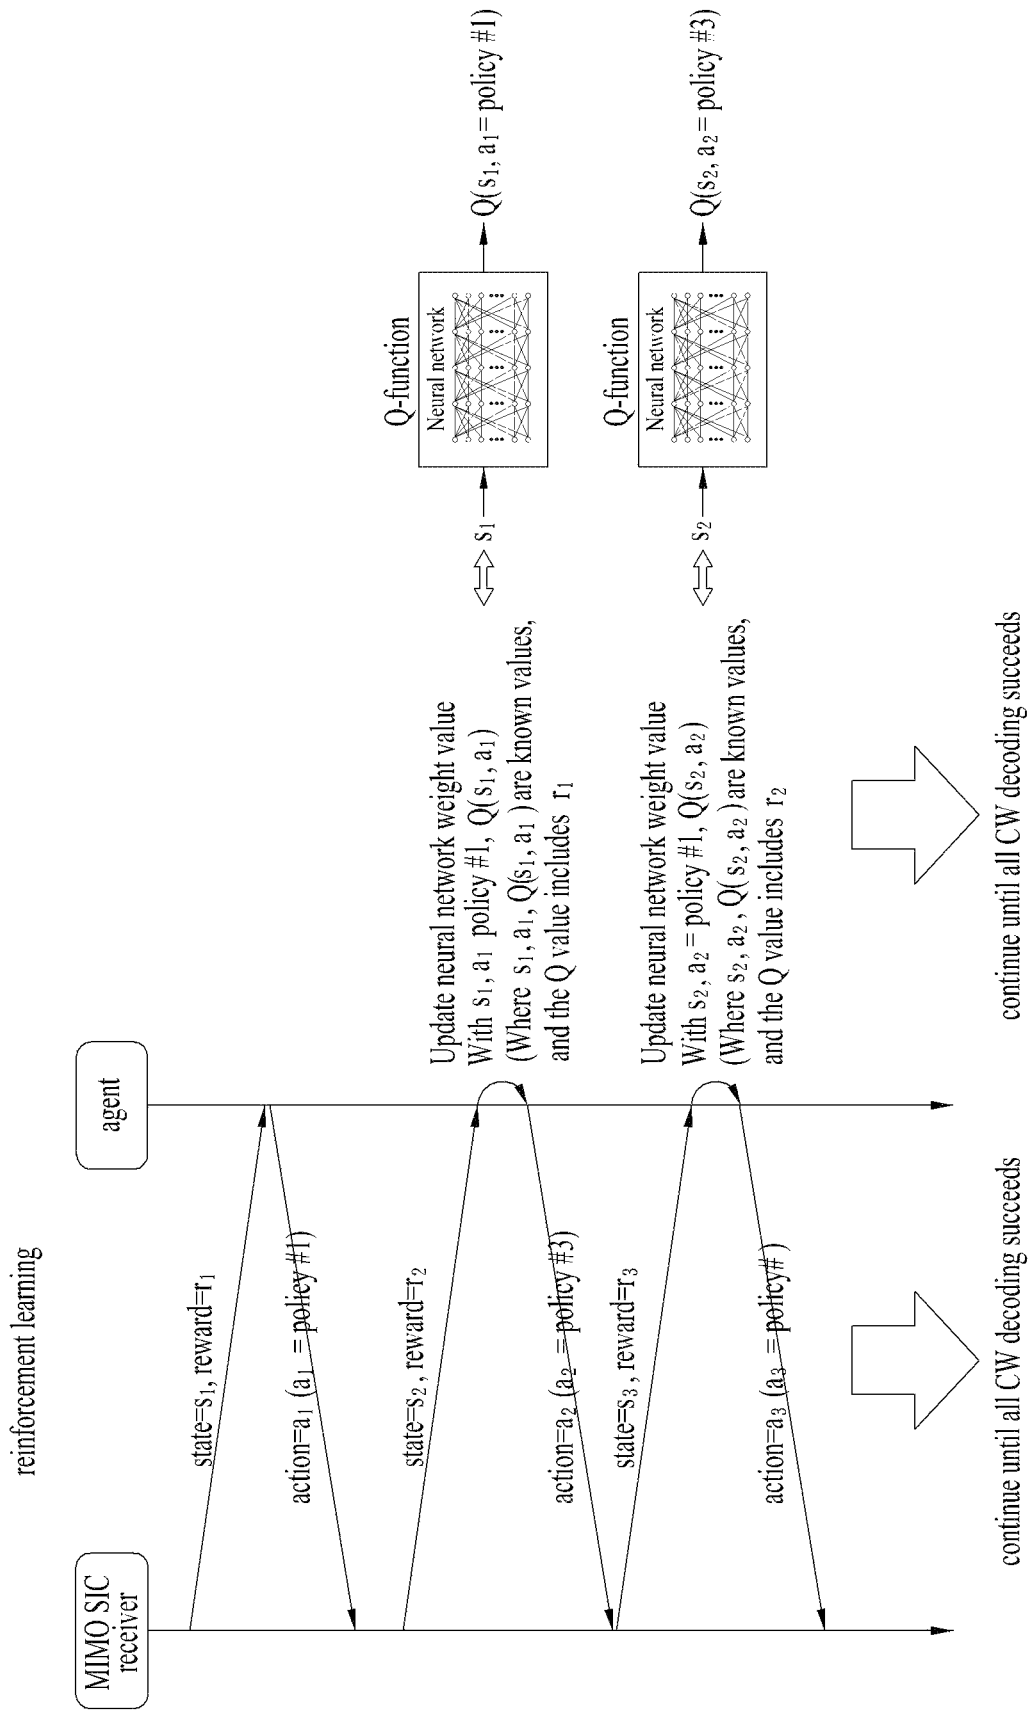 reinforcement learning
MIMO SIC
receiver
agent
state=s1, reward=r1
action=a1 (a1 = policy #1)
state=s2, reward=r2
Update neural network weight value
With s1, a1 policy #1, Q(s1, a1)
(Where s1, a1, Q(s1, a1) are known values,
and the Q value includes r1
s1
Q-function
Neural network
Q(s1, a1= policy #1)
action=a2 (a2 = policy #3)
state=s3, reward=r3
Update neural network weight value
With s2, a2 = policy #1, Q(s2, a2)
(Where s2, a2, Q(s2, a2) are known values,
and the Q value includes r2
s2
Q-function
Neural network
Q(s2, a2= policy #3)
action=a3 (a3 = policy# )
continue until all CW decoding succeeds
continue until all CW decoding succeeds